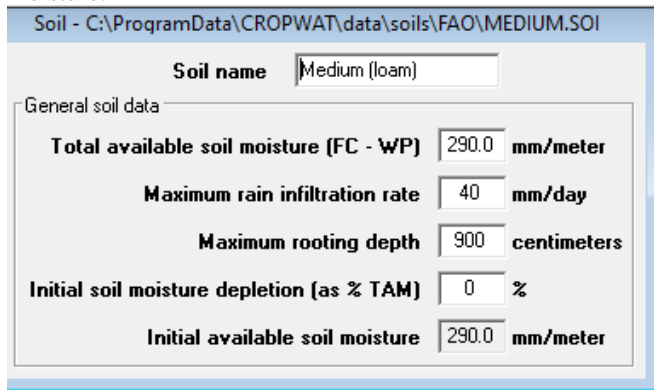 Soil - C:\ProgramData\CROPWAT\data\soils\FAO\MEDIUM.SOI
Soil name Medium (loam)
General soil data
Total available soil moisture (FC - WP) 290.0 mm/meter
Maximum rain infiltration rate 40 mm/day
Maximum rooting depth 900 centimeters
Initial soil moisture depletion (as % TAM) 0 %
Initial available soil moisture 290.0 mm/meter